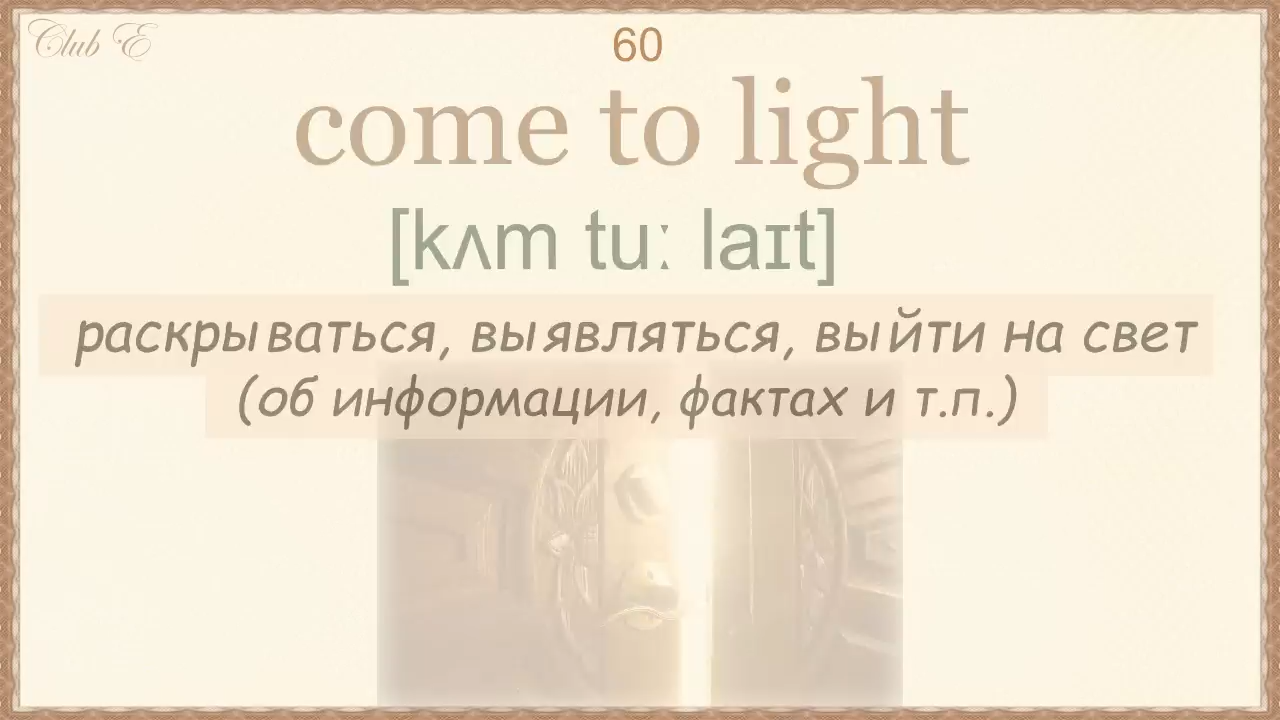 Club E
60
come to light
[kʌm tuː laɪt]
раскрываться, выявляться, выйти на свет
(об информации, фактах и т.п.)